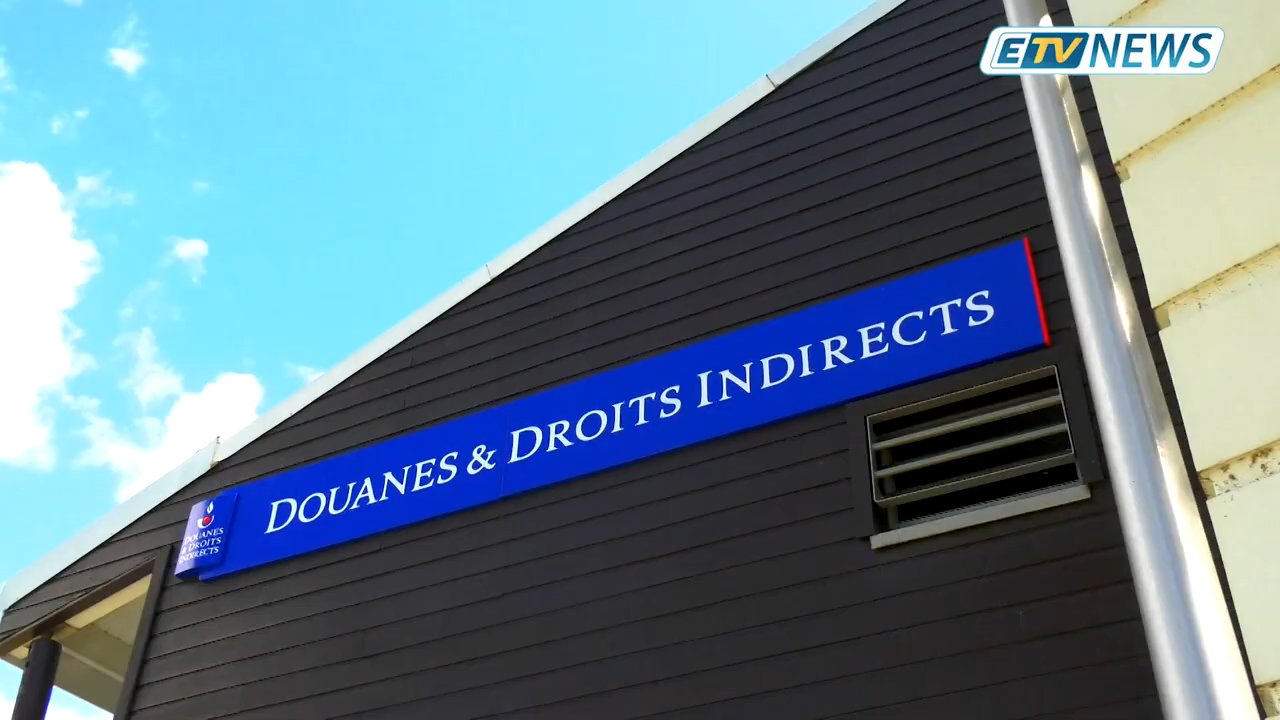 ETV NEWS
DOUANES & DROITS INDIRECTS
DOUANES
& DROITS
INDIRECTS